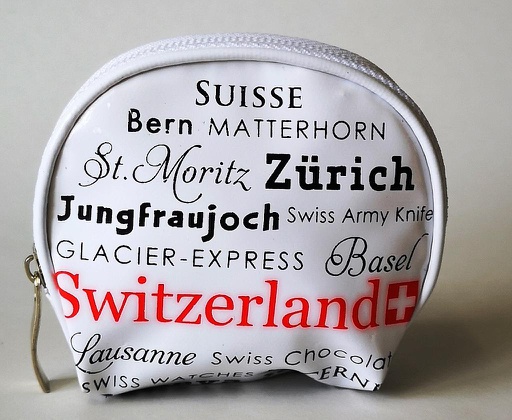 SUISSE
Bern MATTERHORN
St. Moritz Zürich
Jungfraujoch Swiss Army Knife
GLACIER-EXPRESS Basel
Switzerland
Lausanne Swiss Chocolat
SWISS WATCHES